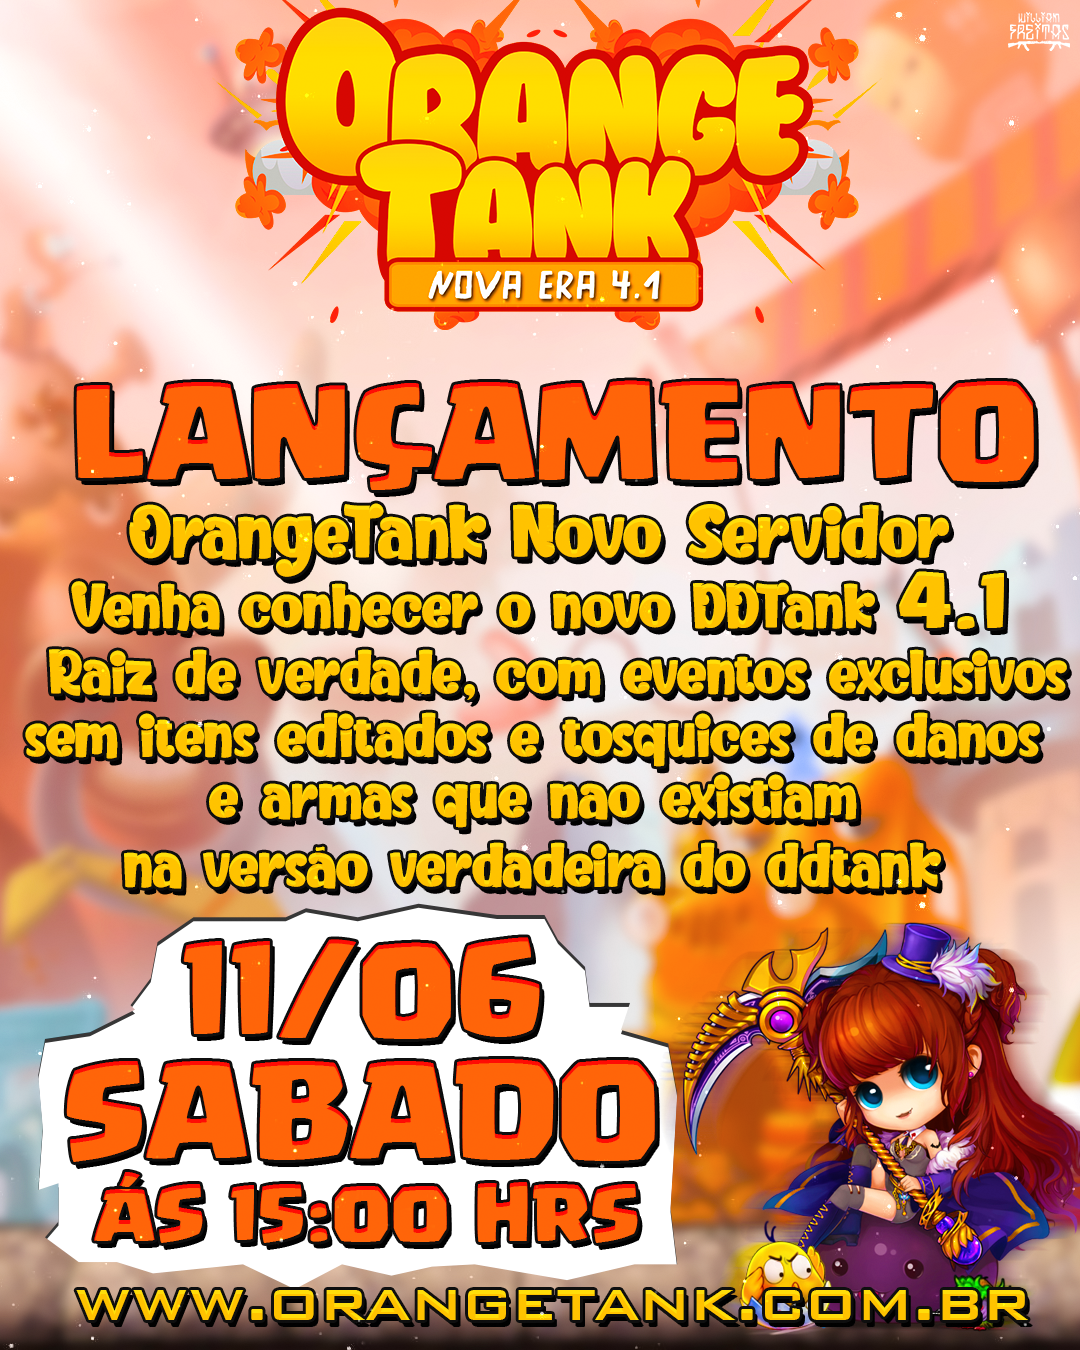 WILLIAM
FREITAS
ORANGE
TANK
NOVA ERA 4.1
LANÇAMENTO
OrangeTank Novo Servidor
Venha conhecer o novo DDTank 4.1
Raiz de verdade, com eventos exclusivos
sem itens editados e tosquices de danos
e armas que nao existiam
na versão verdadeira do ddtank
11/06
SABADO
ÁS 15:00 HRS
WWW.ORANGETANK.COM.BR